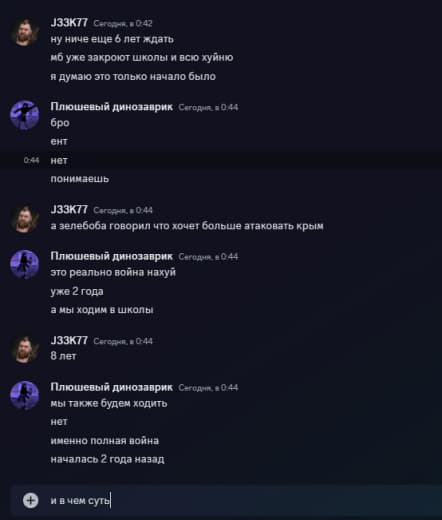 J33K77 Сегодня, в 0:42
ну ниче еще 6 лет ждать
мб уже закроют школы и всю хуйню
я думаю это только начало было
Плюшевый динозаврик Сегодня, в 0:44
бро
ент
0:44 нет
понимаешь
J33K77 Сегодня, в 0:44
а зелебоба говорил что хочет больше атаковать крым
Плюшевый динозаврик Сегодня, в 0:44
это реально война нахуй
уже 2 года
а мы ходим в школы
J33K77 Сегодня, в 0:44
8 лет
Плюшевый динозаврик Сегодня, в 0:44
мы также будем ходить
нет
именно полная война
началась 2 года назад
и в чем суть